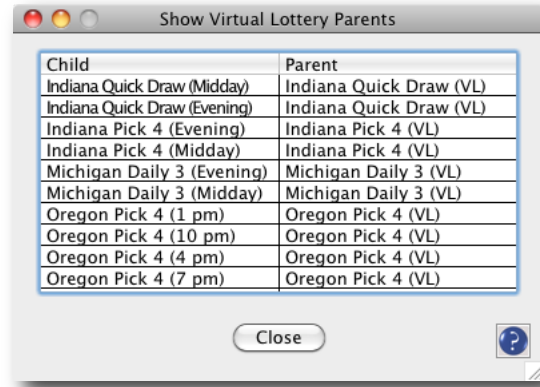 Show Virtual Lottery Parents
Child Parent
Indiana Quick Draw (Midday) Indiana Quick Draw (VL)
Indiana Quick Draw (Evening) Indiana Quick Draw (VL)
Indiana Pick 4 (Evening) Indiana Pick 4 (VL)
Indiana Pick 4 (Midday) Indiana Pick 4 (VL)
Michigan Daily 3 (Evening) Michigan Daily 3 (VL)
Michigan Daily 3 (Midday) Michigan Daily 3 (VL)
Oregon Pick 4 (1 pm) Oregon Pick 4 (VL)
Oregon Pick 4 (10 pm) Oregon Pick 4 (VL)
Oregon Pick 4 (4 pm) Oregon Pick 4 (VL)
Oregon Pick 4 (7 pm) Oregon Pick 4 (VL)
Close ?